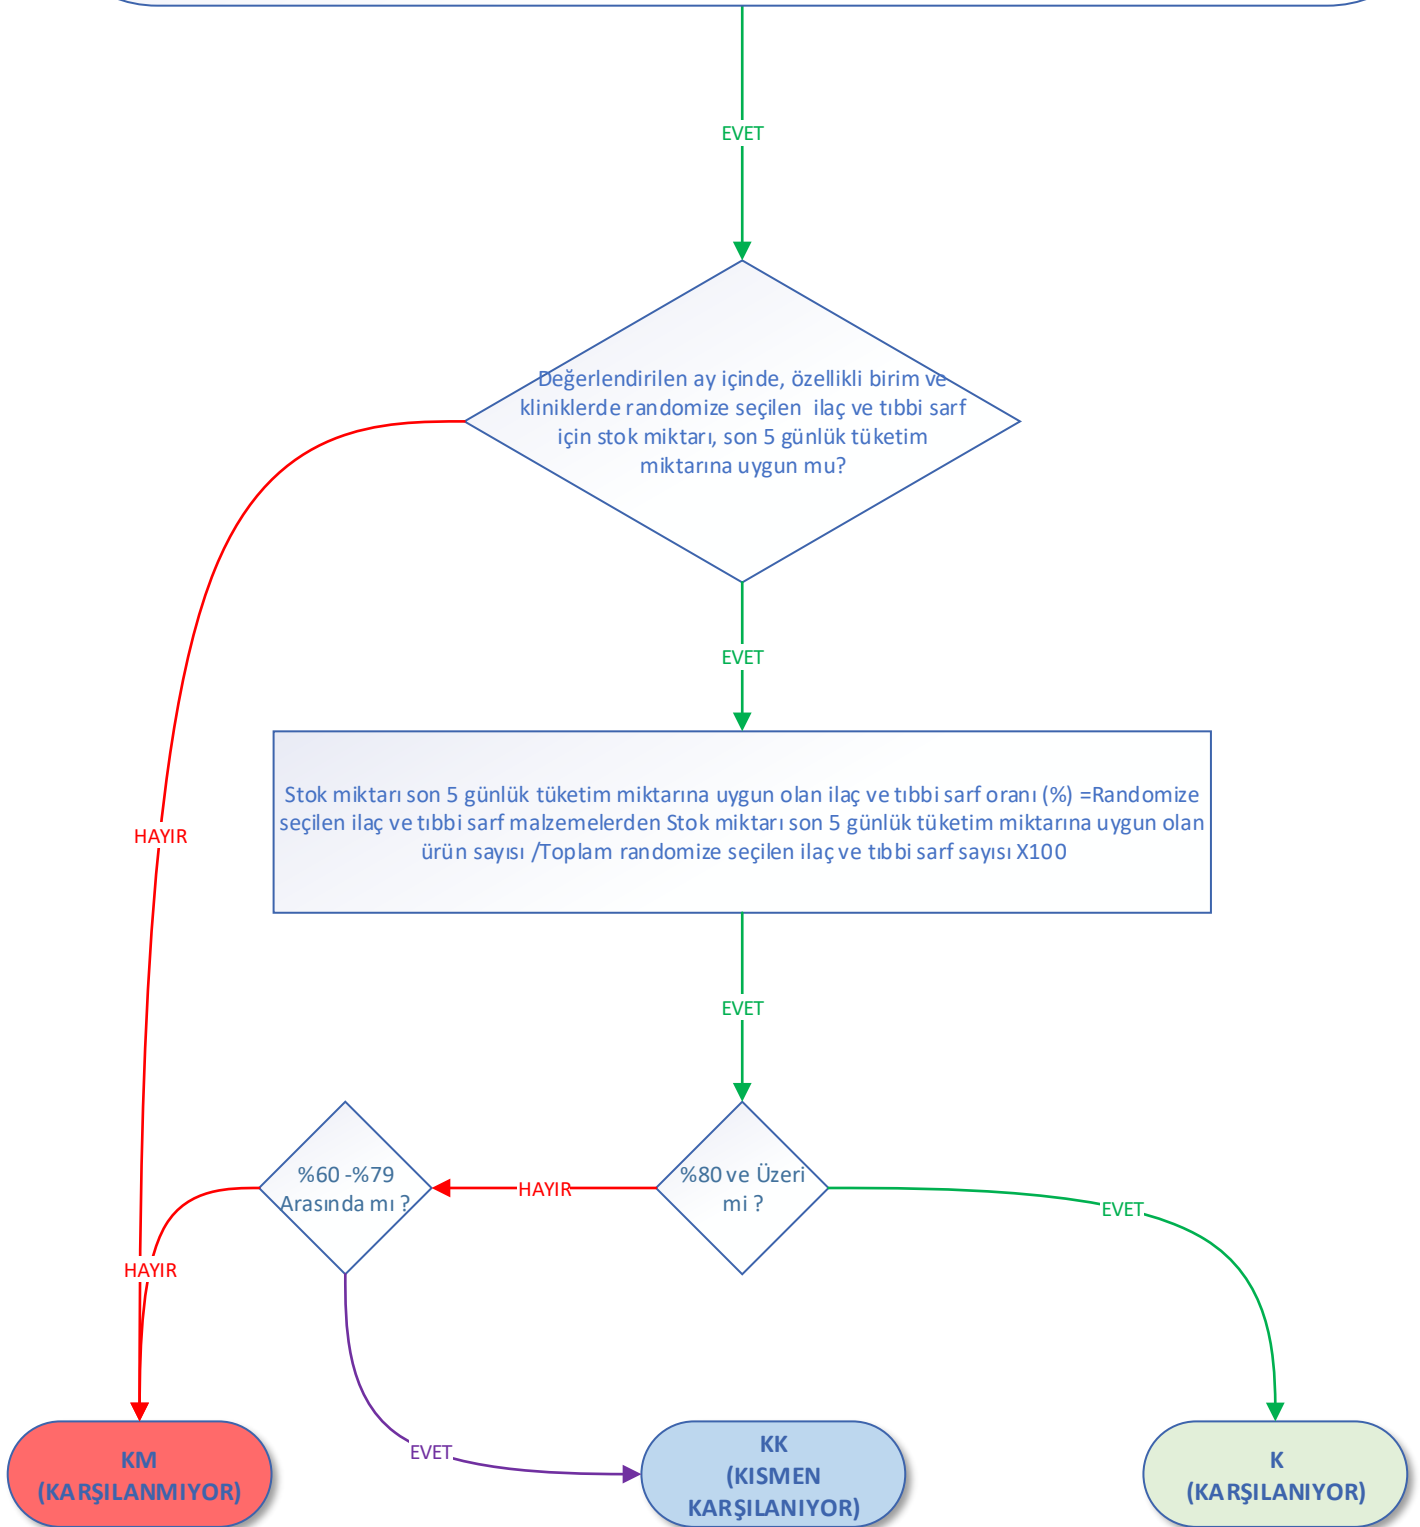 EVET
Değerlendirilen ay içinde, özellikli birim ve
kliniklerde randomize seçilen ilaç ve tıbbi sarf
için stok miktarı, son 5 günlük tüketim
miktarına uygun mu?
EVET
Stok miktarı son 5 günlük tüketim miktarına uygun olan ilaç ve tıbbi sarf oranı (%) =Randomize
seçilen ilaç ve tıbbi sarf malzemelerden Stok miktarı son 5 günlük tüketim miktarına uygun olan
ürün sayısı /Toplam randomize seçilen ilaç ve tıbbi sarf sayısı X100
HAYIR
EVET
%60 -%79
Arasında mı ?
HAYIR
%80 ve Üzeri
mi ?
EVET
HAYIR
EVET
KM
(KARŞILANMIYOR)
KK
(KISMEN
KARŞILANIYOR)
K
(KARŞILANIYOR)